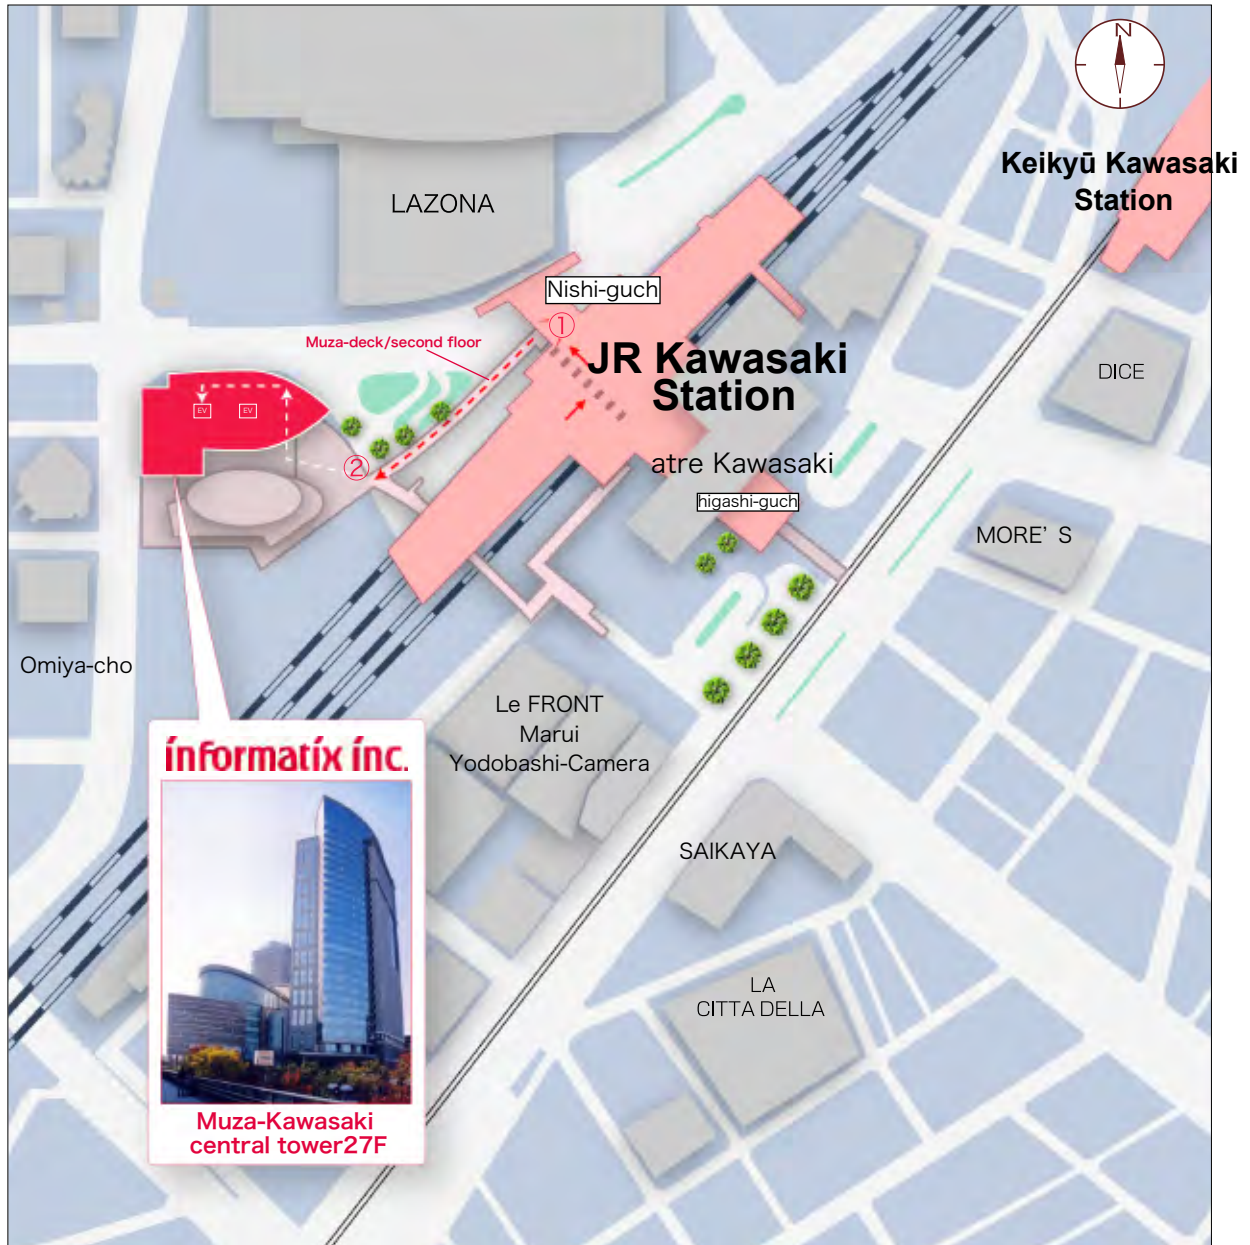 N
Keikyū Kawasaki
Station
LAZONA
Nishi-guch
①
Muza-deck/second floor
JR Kawasaki
Station
DICE
EV
EV
②
atre Kawasaki
higashi-guch
MORE' S
Omiya-cho
Le FRONT
Marui
Yodobashi-Camera
informatix inc.
SAIKAYA
LA
CITTA DELLA
Muza-Kawasaki
central tower27F